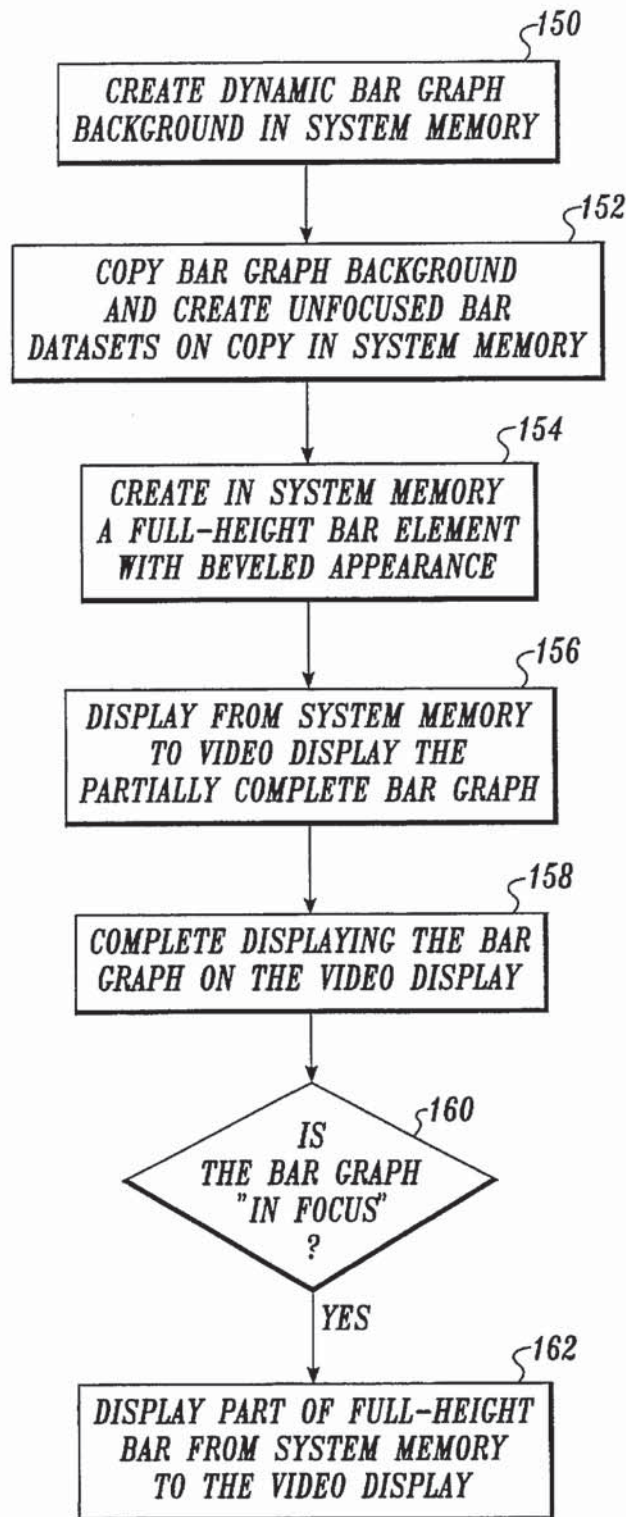 150
CREATE DYNAMIC BAR GRAPH
BACKGROUND IN SYSTEM MEMORY
152
COPY BAR GRAPH BACKGROUND
AND CREATE UNFOCUSED BAR
DATASETS ON COPY IN SYSTEM MEMORY
154
CREATE IN SYSTEM MEMORY
A FULL-HEIGHT BAR ELEMENT
WITH BEVELED APPEARANCE
156
DISPLAY FROM SYSTEM MEMORY
TO VIDEO DISPLAY THE
PARTIALLY COMPLETE BAR GRAPH
158
COMPLETE DISPLAYING THE BAR
GRAPH ON THE VIDEO DISPLAY
160
IS
THE BAR GRAPH
"IN FOCUS"
?
YES
162
DISPLAY PART OF FULL-HEIGHT
BAR FROM SYSTEM MEMORY
TO THE VIDEO DISPLAY